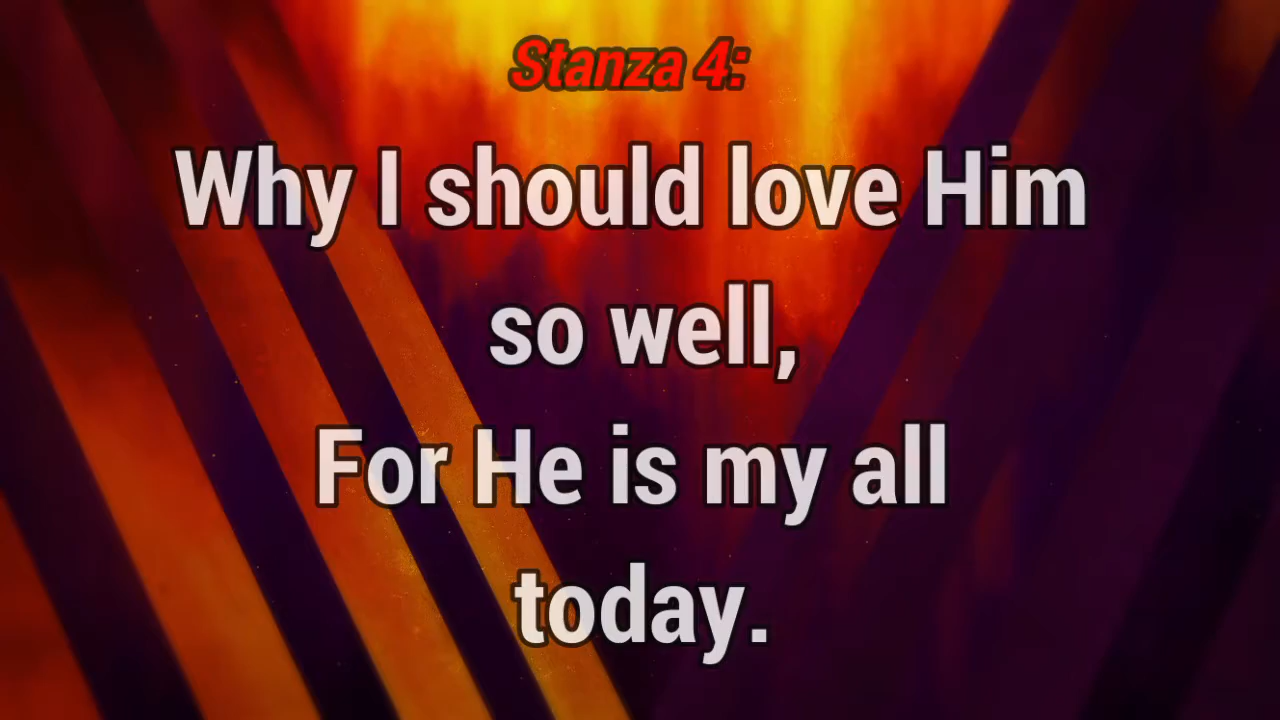 Stanza 4:
Why I should love Him
so well,
For He is my all
today.